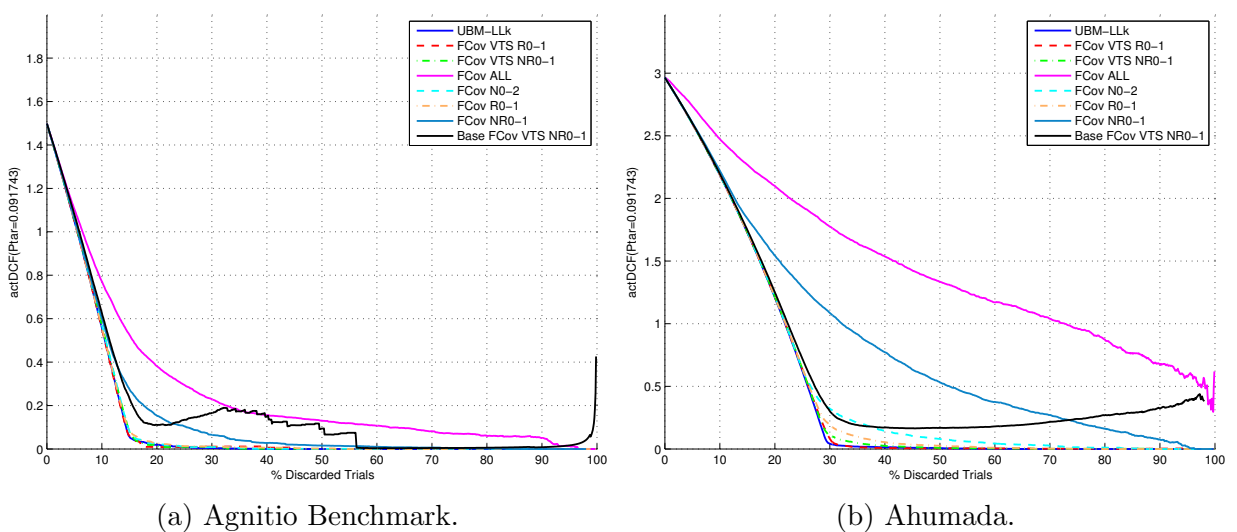 1.8
1.6
1.4
1.2
1
0.8
0.6
0.4
0.2
0
actDCF(Ptar=0.091743)
0 10 20 30 40 50 60 70 80 90 100
% Discarded Trials
UBM−LLk
FCov VTS R0−1
FCov VTS NR0−1
FCov ALL
FCov N0−2
FCov R0−1
FCov NR0−1
Base FCov VTS NR0−1
(a) Agnitio Benchmark.
3
2.5
2
1.5
1
0.5
0
actDCF(Ptar=0.091743)
0 10 20 30 40 50 60 70 80 90 100
% Discarded Trials
UBM−LLk
FCov VTS R0−1
FCov VTS NR0−1
FCov ALL
FCov N0−2
FCov R0−1
FCov NR0−1
Base FCov VTS NR0−1
(b) Ahumada.